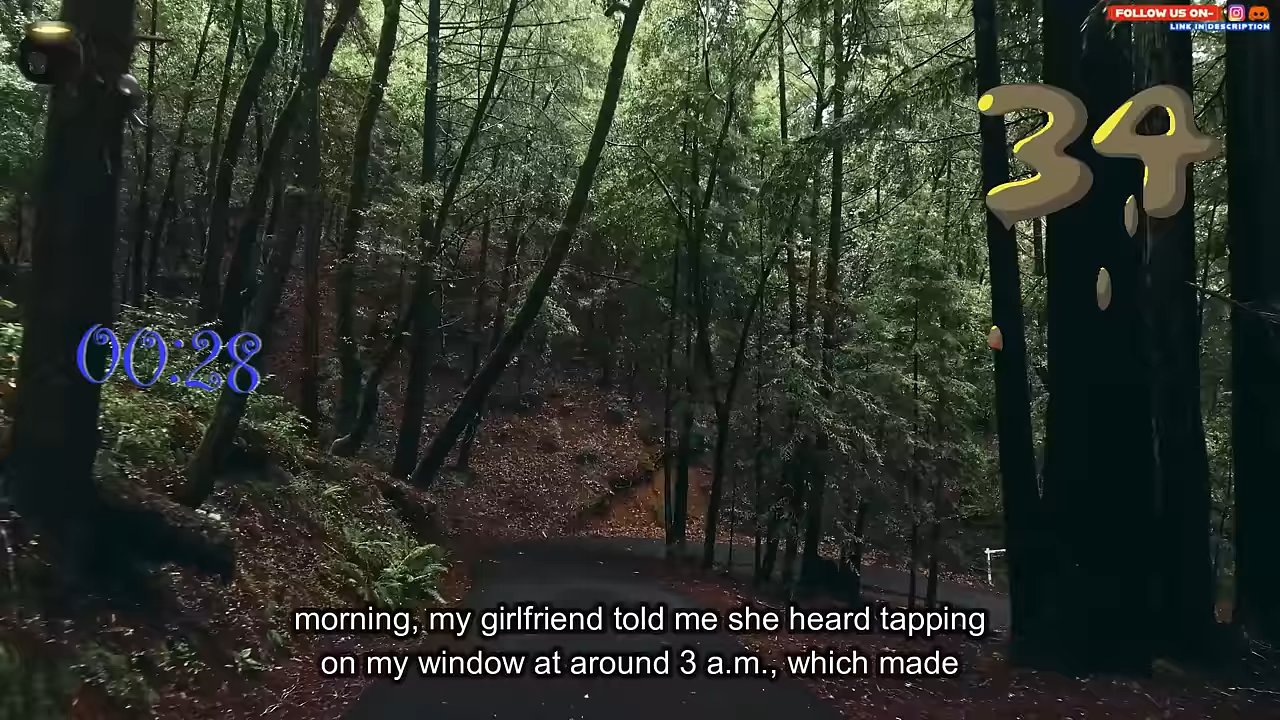 FOLLOW US ON-
LINK IN DESCRIPTION
34
00:28
morning, my girlfriend told me she heard tapping
on my window at around 3 a.m., which made